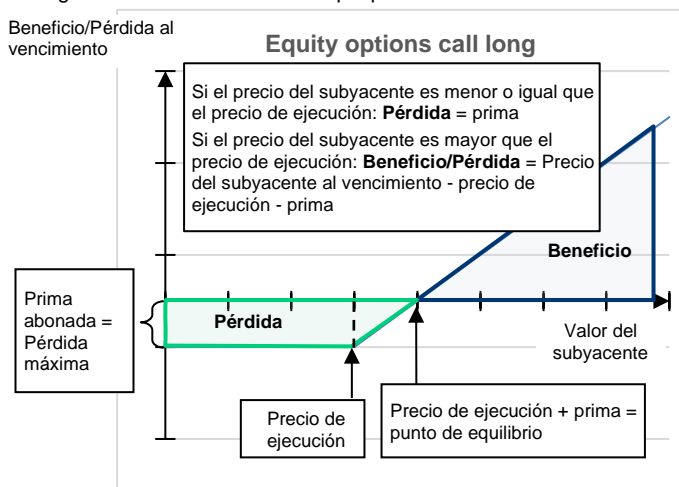 Beneficio/Pérdida al
vencimiento
Equity options call long
Si el precio del subyacente es menor o igual que
el precio de ejecución: Pérdida = prima
Si el precio del subyacente es mayor que el
precio de ejecución: Beneficio/Pérdida = Precio
del subyacente al vencimiento - precio de
ejecución - prima
Beneficio
Prima
abonada =
Pérdida
máxima
Pérdida
Valor del
subyacente
Precio de
ejecución
Precio de ejecución + prima =
punto de equilibrio